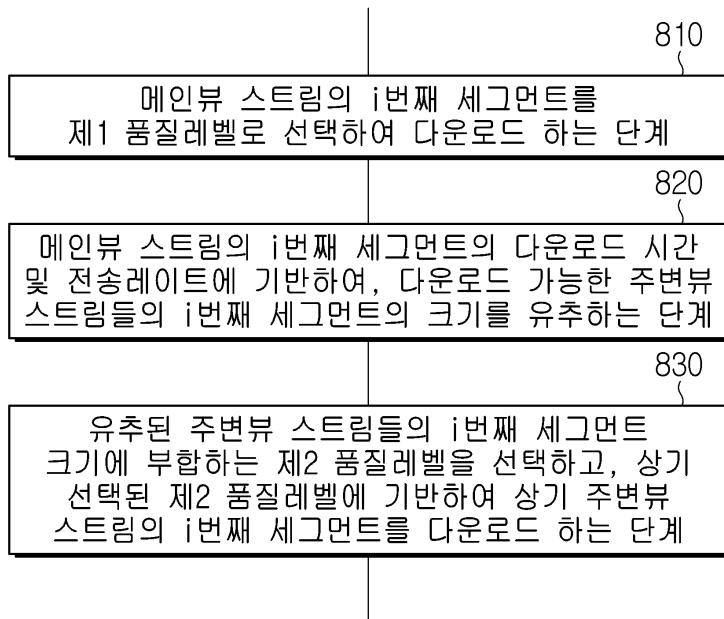 810
메인뷰 스트림의 i번째 세그먼트를
제1 품질레벨로 선택하여 다운로드 하는 단계
820
메인뷰 스트림의 i번째 세그먼트의 다운로드 시간
및 전송레이트에 기반하여, 다운로드 가능한 주변뷰
스트림들의 i번째 세그먼트의 크기를 유추하는 단계
830
유추된 주변뷰 스트림들의 i번째 세그먼트
크기에 부합하는 제2 품질레벨을 선택하고, 상기
선택된 제2 품질레벨에 기반하여 상기 주변뷰
스트림의 i번째 세그먼트를 다운로드 하는 단계